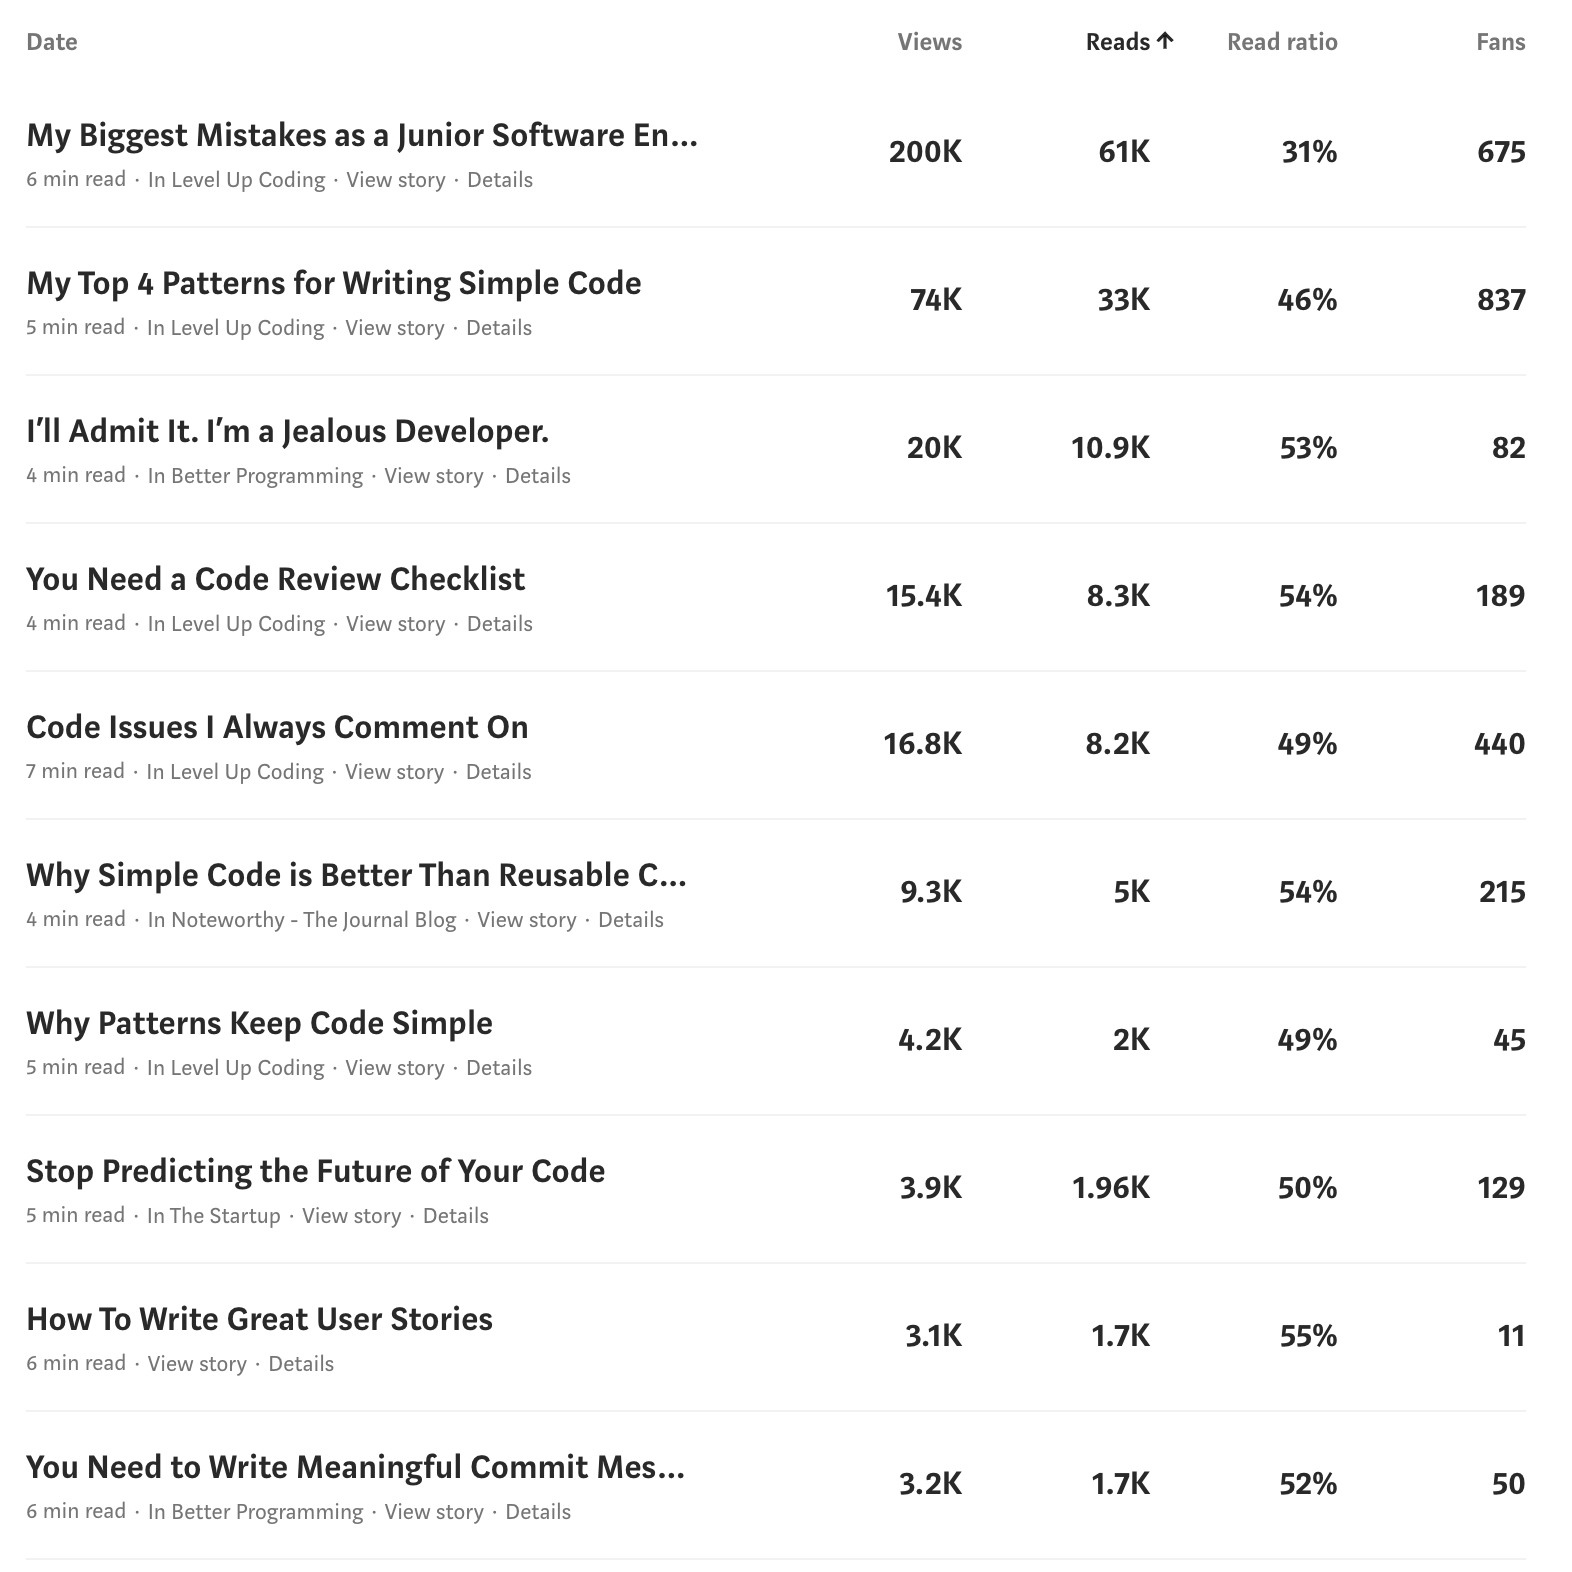 Date Views Reads ↑ Read ratio Fans
My Biggest Mistakes as a Junior Software En... 200K 61K 31% 675
6 min read · In Level Up Coding · View story · Details
My Top 4 Patterns for Writing Simple Code 74K 33K 46% 837
5 min read · In Level Up Coding · View story · Details
I’ll Admit It. I’m a Jealous Developer. 20K 10.9K 53% 82
4 min read · In Better Programming · View story · Details
You Need a Code Review Checklist 15.4K 8.3K 54% 189
4 min read · In Level Up Coding · View story · Details
Code Issues I Always Comment On 16.8K 8.2K 49% 440
7 min read · In Level Up Coding · View story · Details
Why Simple Code is Better Than Reusable C... 9.3K 5K 54% 215
4 min read · In Noteworthy - The Journal Blog · View story · Details
Why Patterns Keep Code Simple 4.2K 2K 49% 45
5 min read · In Level Up Coding · View story · Details
Stop Predicting the Future of Your Code 3.9K 1.96K 50% 129
5 min read · In The Startup · View story · Details
How To Write Great User Stories 3.1K 1.7K 55% 11
6 min read · View story · Details
You Need to Write Meaningful Commit Mes... 3.2K 1.7K 52% 50
6 min read · In Better Programming · View story · Details